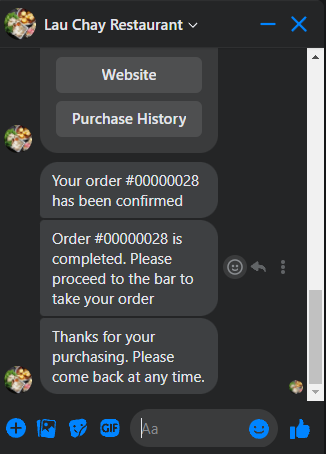 Lau Chay Restaurant
Website
Purchase History
Your order #00000028
has been confirmed
Order #00000028 is
completed. Please
proceed to the bar to
take your order
Thanks for your
purchasing. Please
come back at any time.
GIF
Aa